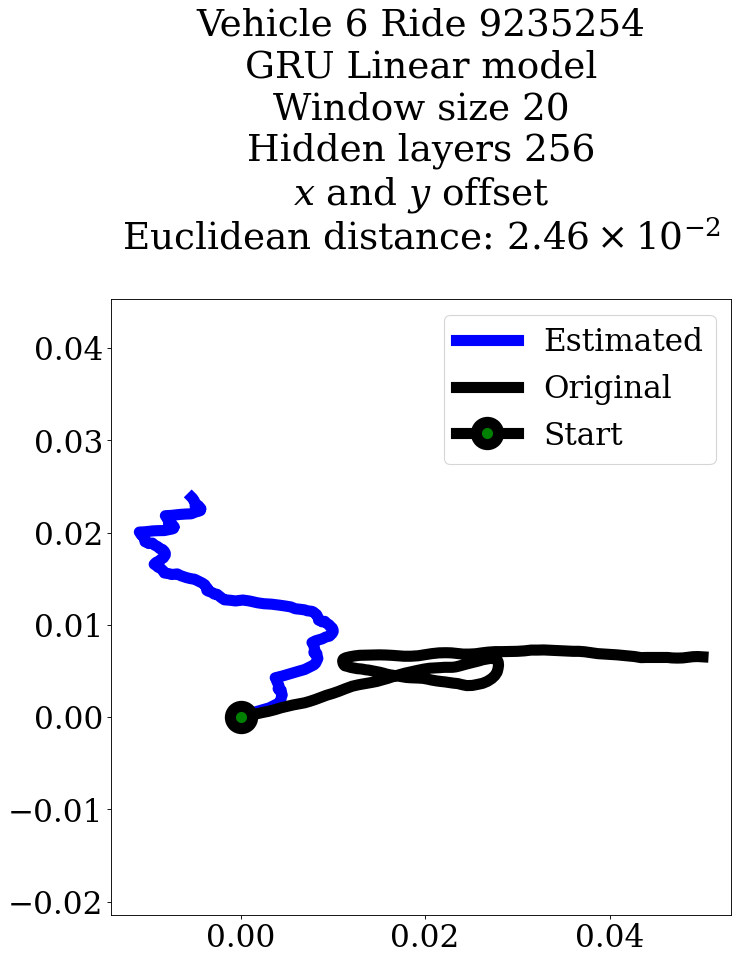 Vehicle 6 Ride 9235254
GRU Linear model
Window size 20
Hidden layers 256
x and y offset
Euclidean distance: 2.46 × 10⁻²
Estimated
Original
Start
0.04
0.03
0.02
0.01
0.00
−0.01
−0.02
0.00 0.02 0.04